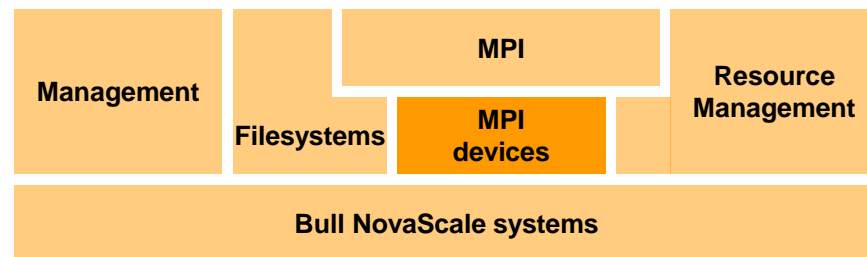 Management
Filesystems
MPI
MPI
devices
Resource
Management
Bull NovaScale systems